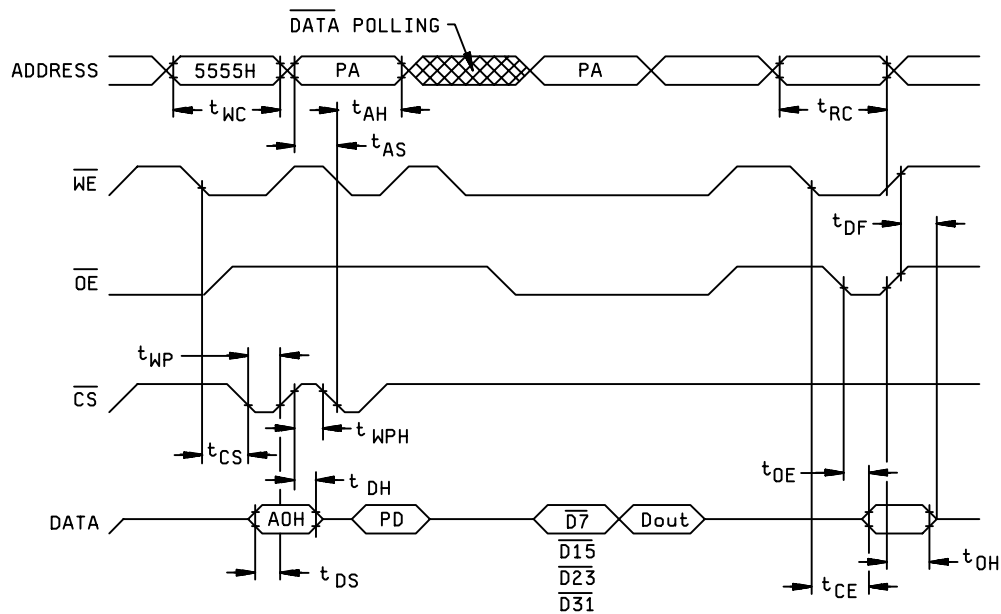 DATA POLLING
ADDRESS 5555H PA PA
tWC tAH tRC
tAS
WE
tDF
OE
tWP
CS
tWPH
tCS
tOE
tDH
DATA AOH PD D7 Dout
D15
tDS tCE tOH
D23
D31